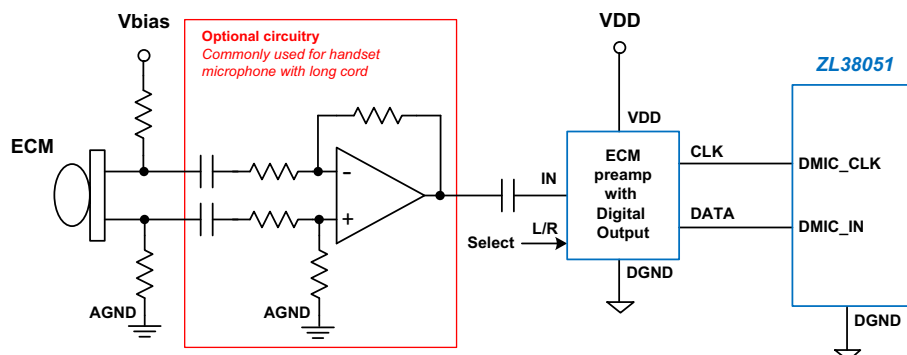 Vbias
Optional circuitry
Commonly used for handset
microphone with long cord
VDD
ZL38051
ECM
VDD
ECM
preamp
with
Digital
Output
IN
CLK
DMIC_CLK
DATA
DMIC_IN
-
+
L/R
Select
DGND
AGND
AGND
DGND